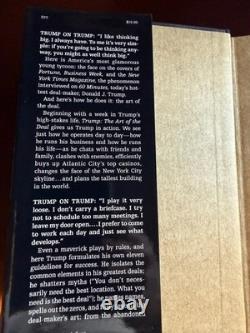 FPT
$19.95
TRUMP ON TRUMP: "I like thinking
big. I always have. To me it's very sim-
ple: if you're going to be thinking any-
way, you might as well think big."
Here is America's most glamorous
young tycoon: the face on the covers of
Fortune, Business Week, and the New
York Times Magazine, the phenomenon
interviewed on 60 Minutes, today's hot-
test deal-maker, Donald J. Trump.
And here's how he does it: the art of
the deal.
Beginning with a week in Trump's
high-stakes life, Trump: The Art of the
Deal gives us Trump in action. We see
just how he operates day to day—how
he runs his business and how he runs
his life—as he chats with friends and
family, clashes with enemies, efficiently
buys up Atlantic City's top casinos,
changes the face of the New York City
skyline...and plans the tallest building
in the world.
TRUMP ON TRUMP: "I play it very
loose. I don't carry a briefcase. I try
not to schedule too many meetings. I
leave my door open....I prefer to come
to work each day and just see what
develops."
Even a maverick plays by rules, and
here Trump formulates his own eleven
guidelines for success. He isolates the
common elements in his greatest deals;
he shatters myths ("You don't neces-
sarily need the best location. What you
need is the best deal"); he names names,
spells out the zeros, and
deal-maker's art: from the abandoned